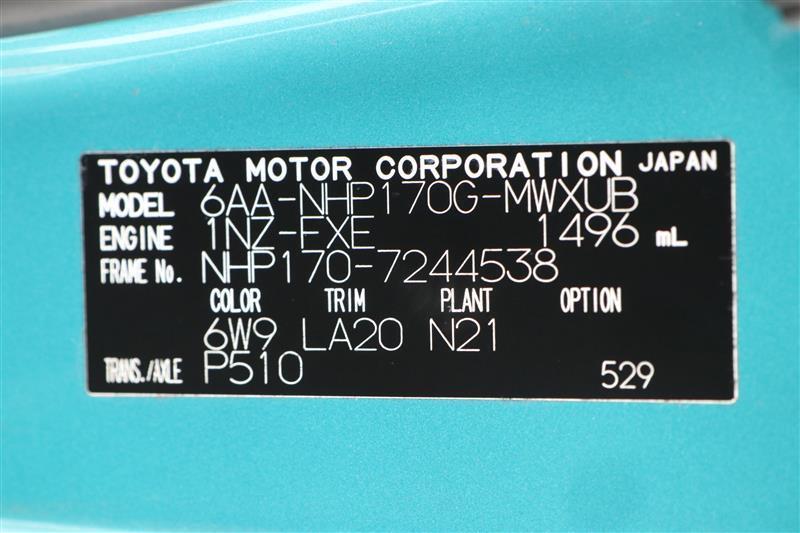 TOYOTA MOTOR CORPORATION JAPAN
MODEL 6AA-NHP170G-MWXUB
ENGINE 1NZ-FXE 1496 mL
FRAME No. NHP170-7244538
COLOR TRIM PLANT OPTION
6W9 LA20 N21
TRANS./AXLE P510 529